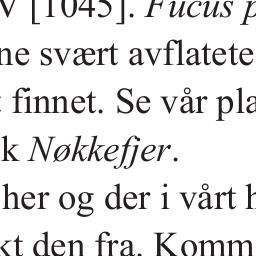 V [1045]. Fucus p
ne svært avflatete
t finnet. Se vår pla
k Nøkkefjer.
her og der i vårt h
kt den fra. Komm